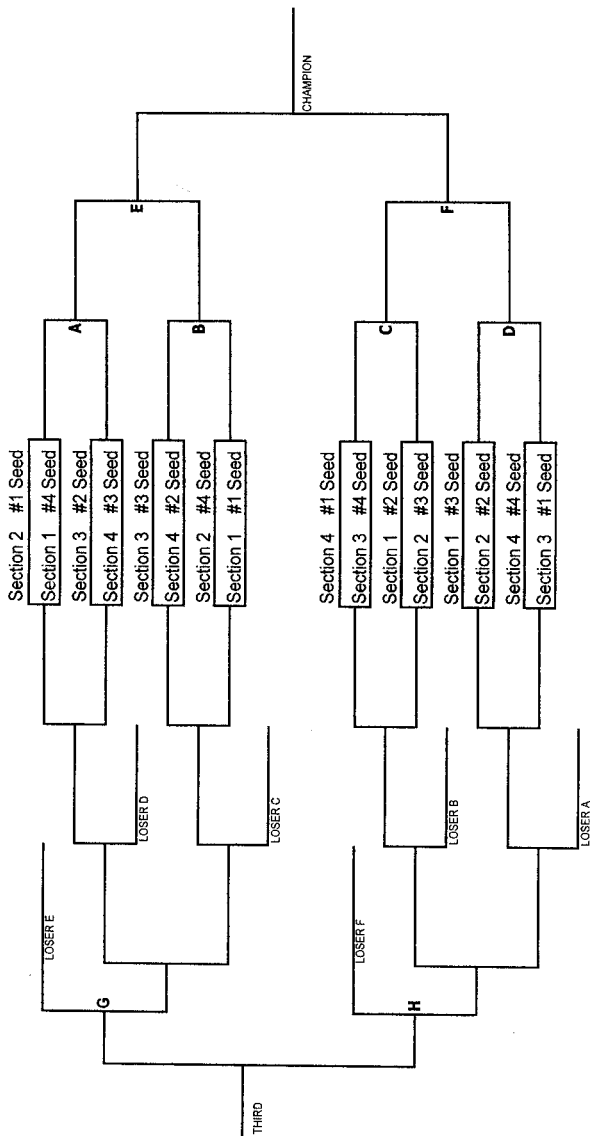 CHAMPION
E
F
A
B
C
D
Section 2 #1 Seed
Section 1 #4 Seed
Section 3 #2 Seed
Section 4 #3 Seed
Section 3 #3 Seed
Section 4 #2 Seed
Section 2 #4 Seed
Section 1 #1 Seed
Section 4 #1 Seed
Section 3 #4 Seed
Section 1 #2 Seed
Section 2 #3 Seed
Section 1 #3 Seed
Section 2 #2 Seed
Section 4 #4 Seed
Section 3 #1 Seed
LOSER D
LOSER C
LOSER B
LOSER A
LOSER E
LOSER F
G
H
THIRD